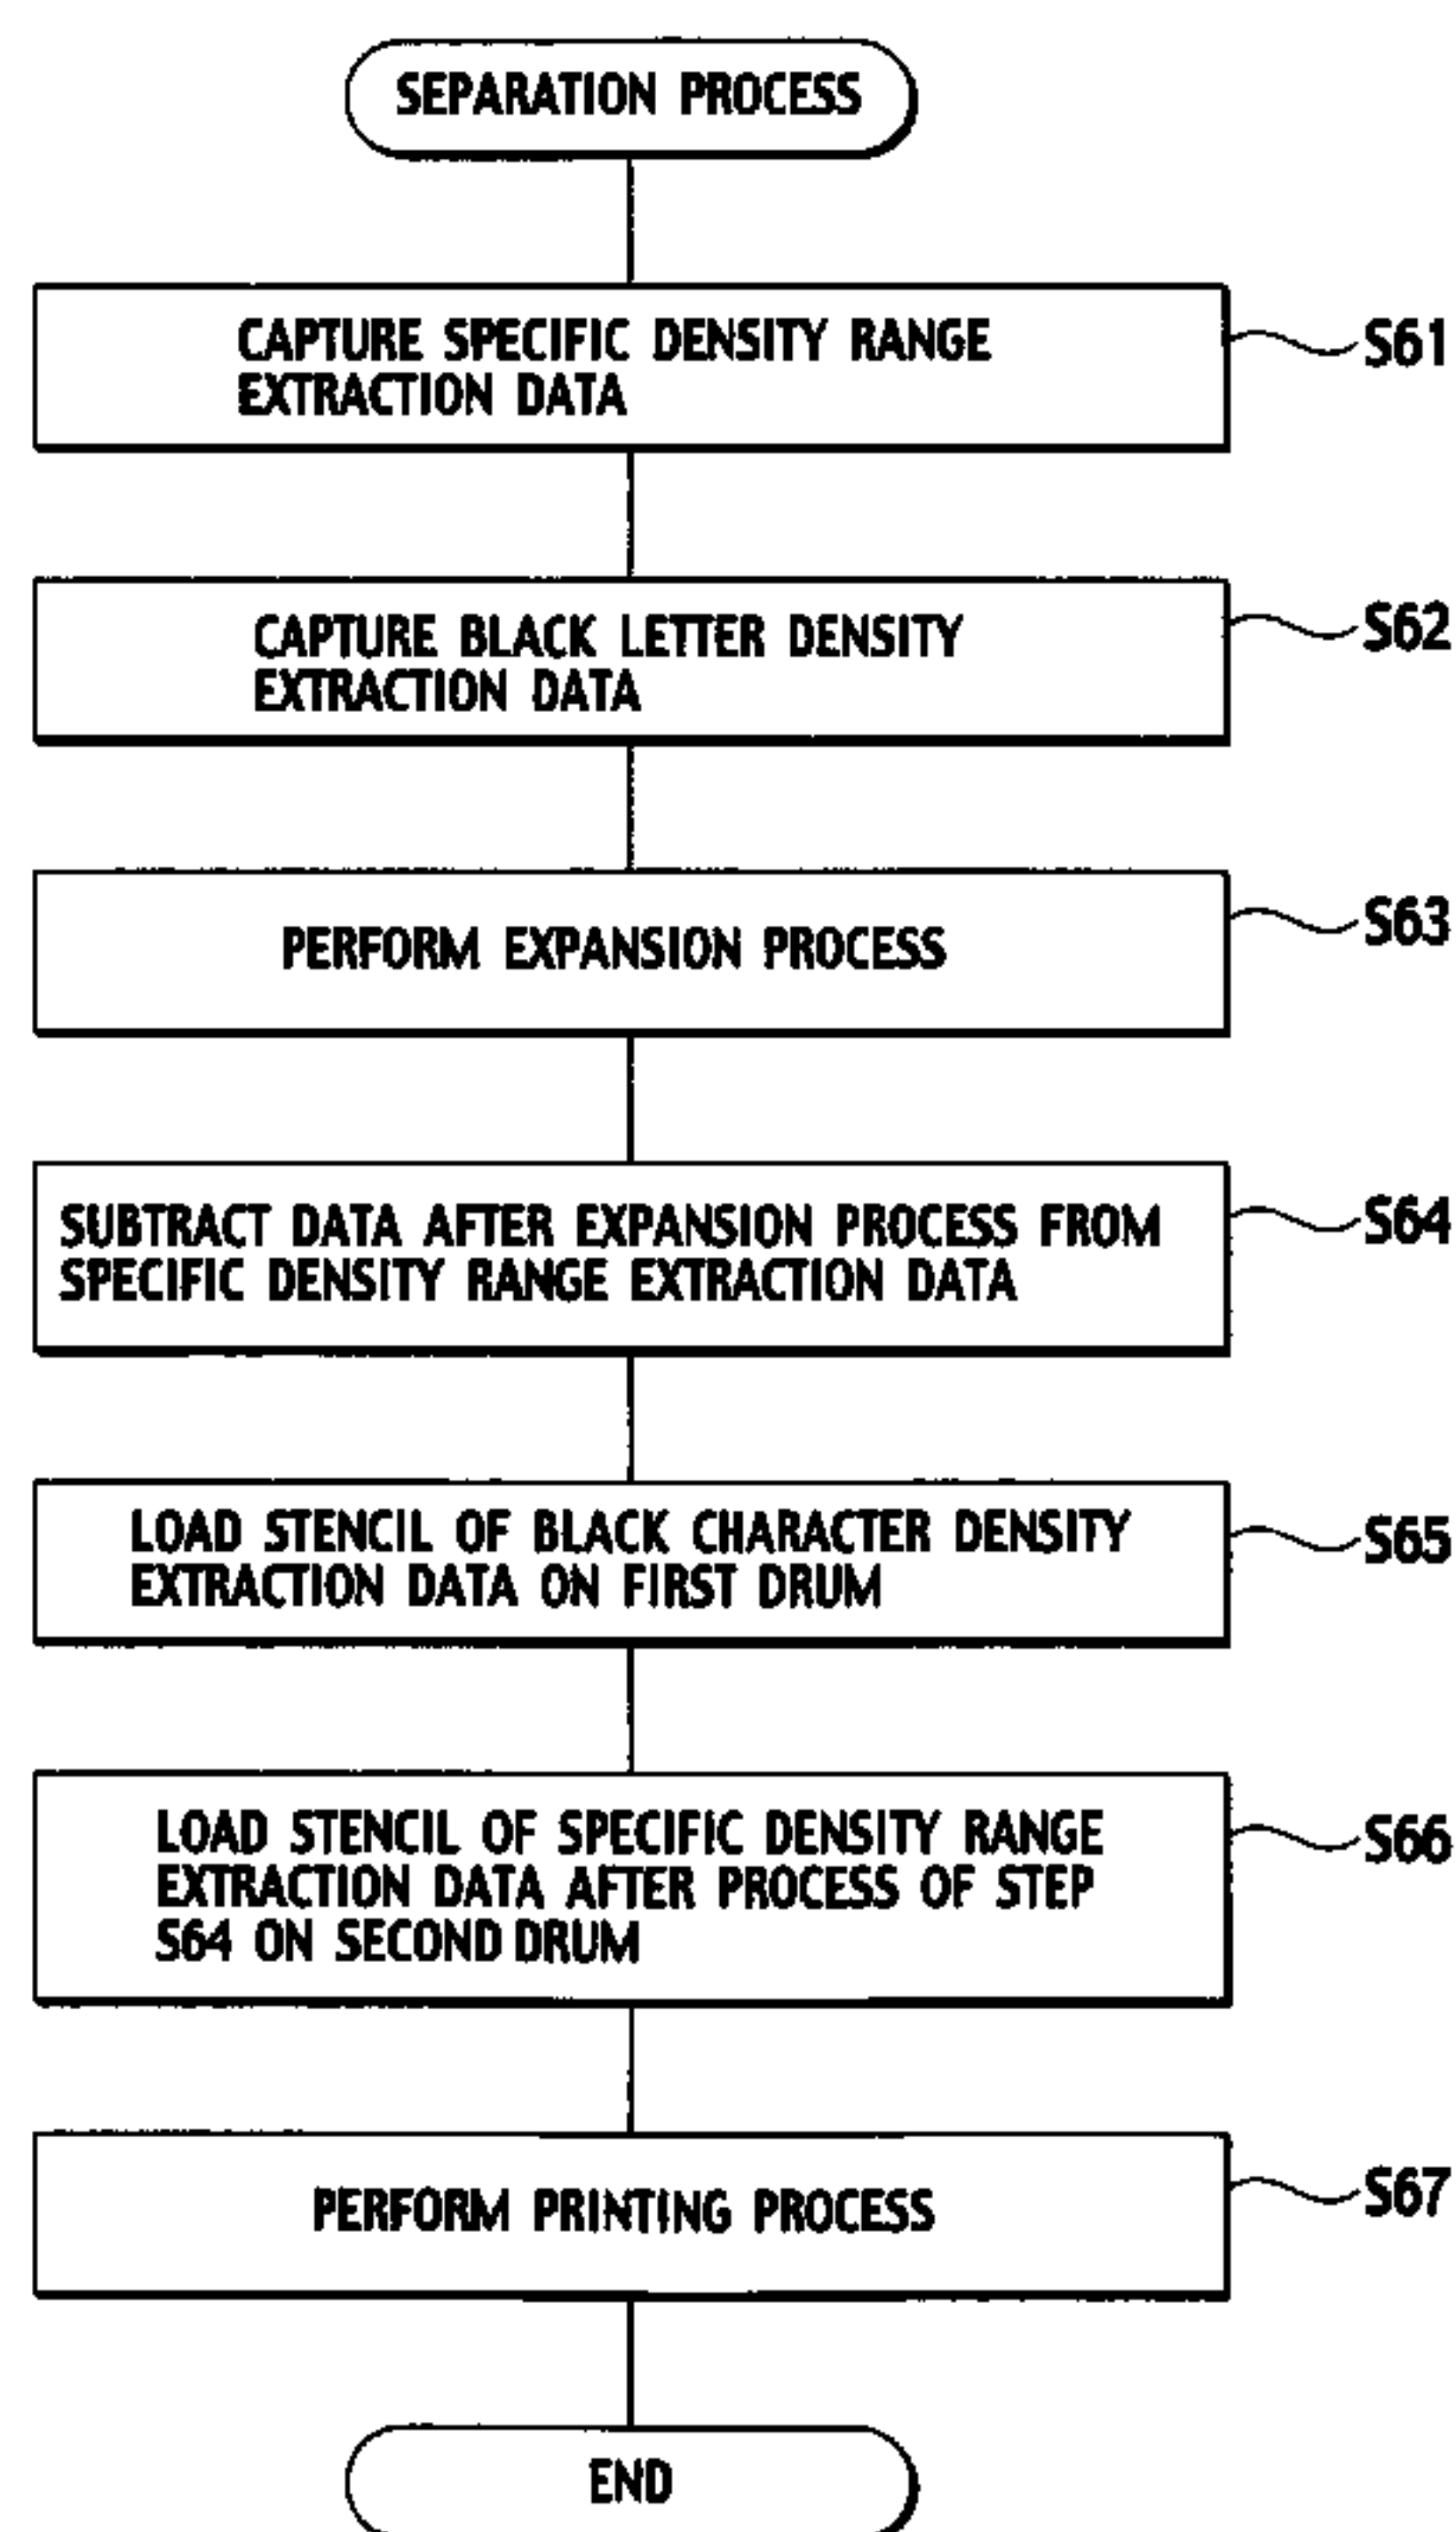 SEPARATION PROCESS
CAPTURE SPECIFIC DENSITY RANGE
EXTRACTION DATA
S61
CAPTURE BLACK LETTER DENSITY
EXTRACTION DATA
S62
PERFORM EXPANSION PROCESS
S63
SUBTRACT DATA AFTER EXPANSION PROCESS FROM
SPECIFIC DENSITY RANGE EXTRACTION DATA
S64
LOAD STENCIL OF BLACK CHARACTER DENSITY
EXTRACTION DATA ON FIRST DRUM
S65
LOAD STENCIL OF SPECIFIC DENSITY RANGE
EXTRACTION DATA AFTER PROCESS OF STEP
S64 ON SECOND DRUM
S66
PERFORM PRINTING PROCESS
S67
END